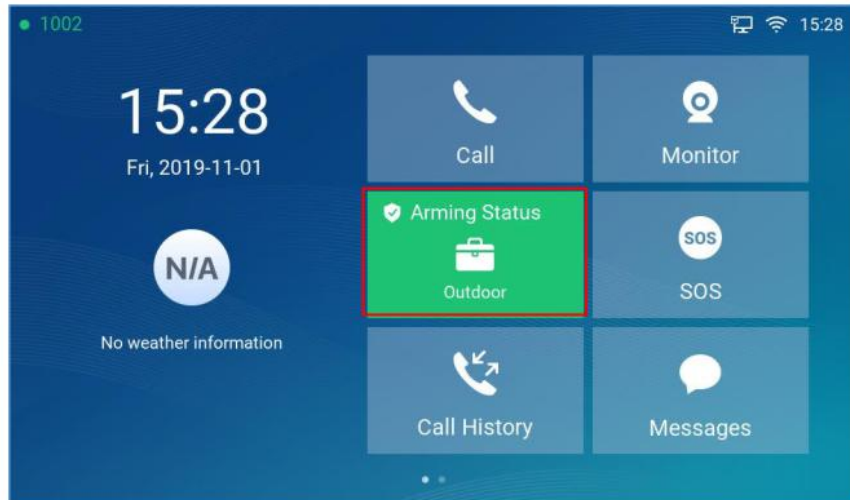 1002
15:28
15:28
Fri, 2019-11-01
N/A
No weather information
Call
Monitor
Arming Status
Outdoor
SOS
SOS
Call History
Messages